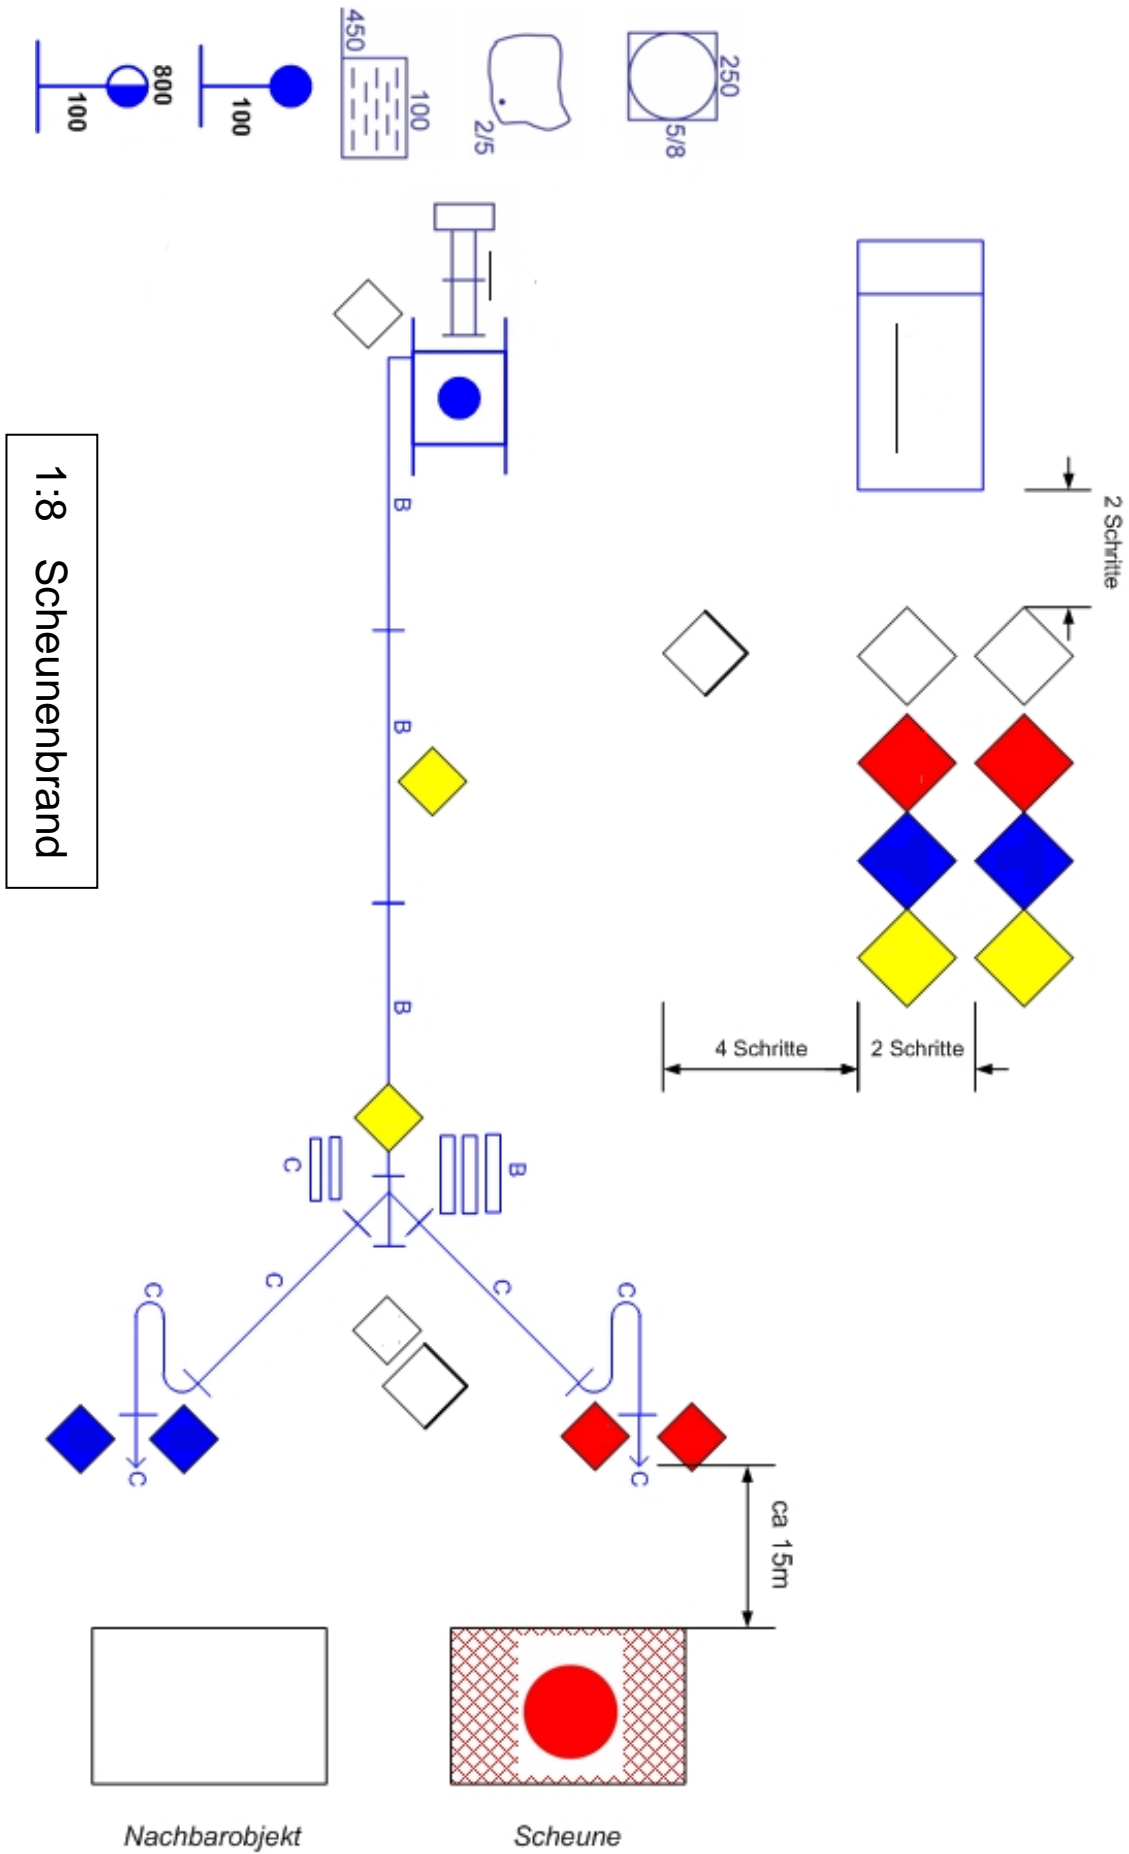 800
100
100
450
100
2/5
250
5/8
1:8 Scheunenbrand
2 Schritte
4 Schritte
2 Schritte
B
B
B
C
B
C
C
C
C
C
C
ca 15m
Nachbarobjekt
Scheune